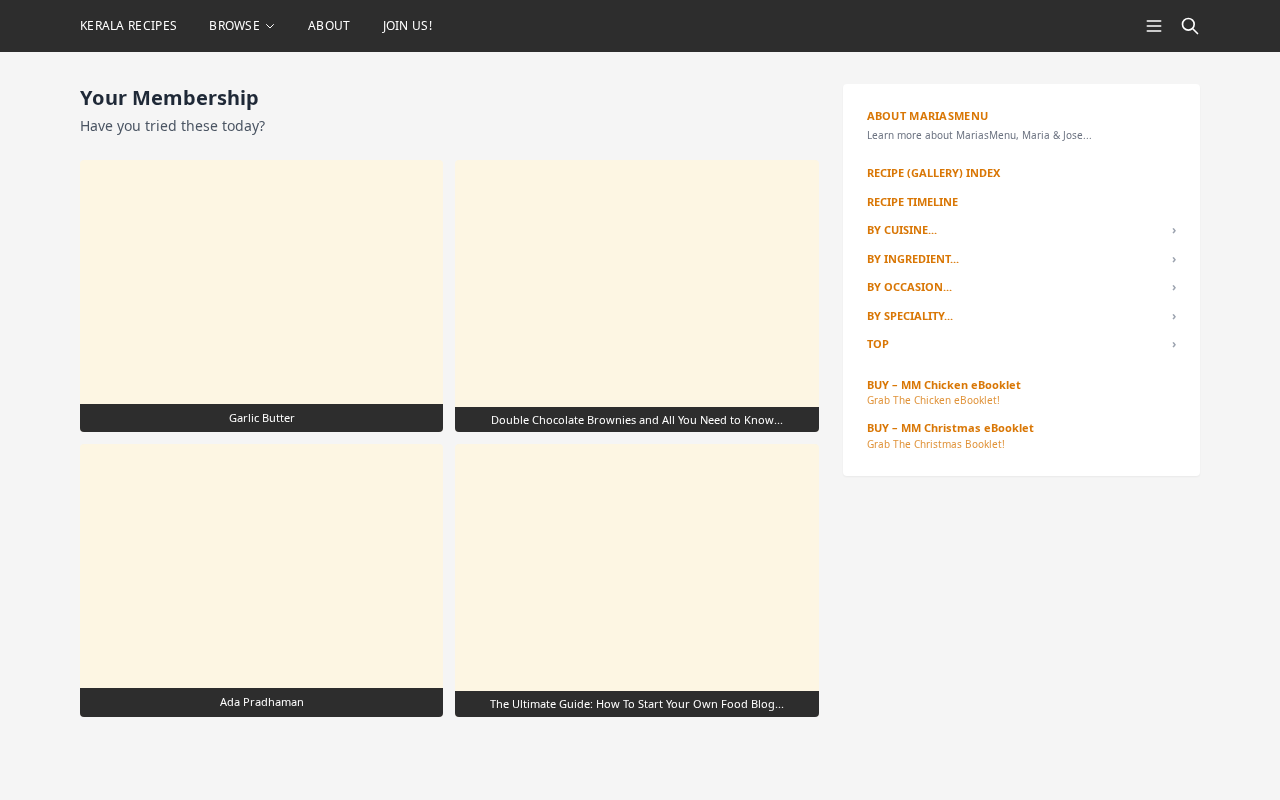 KERALA RECIPES
BROWSE
ABOUT
JOIN US!
Your Membership
Have you tried these today?
Garlic Butter
Double Chocolate Brownies and All You Need to Know...
Ada Pradhaman
The Ultimate Guide: How To Start Your Own Food Blog...
ABOUT MARIASMENU
Learn more about MariasMenu, Maria & Jose...
RECIPE (GALLERY) INDEX
RECIPE TIMELINE
BY CUISINE... ›
BY INGREDIENT... ›
BY OCCASION... ›
BY SPECIALITY... ›
TOP ›
BUY – MM Chicken eBooklet
Grab The Chicken eBooklet!
BUY – MM Christmas eBooklet
Grab The Christmas Booklet!